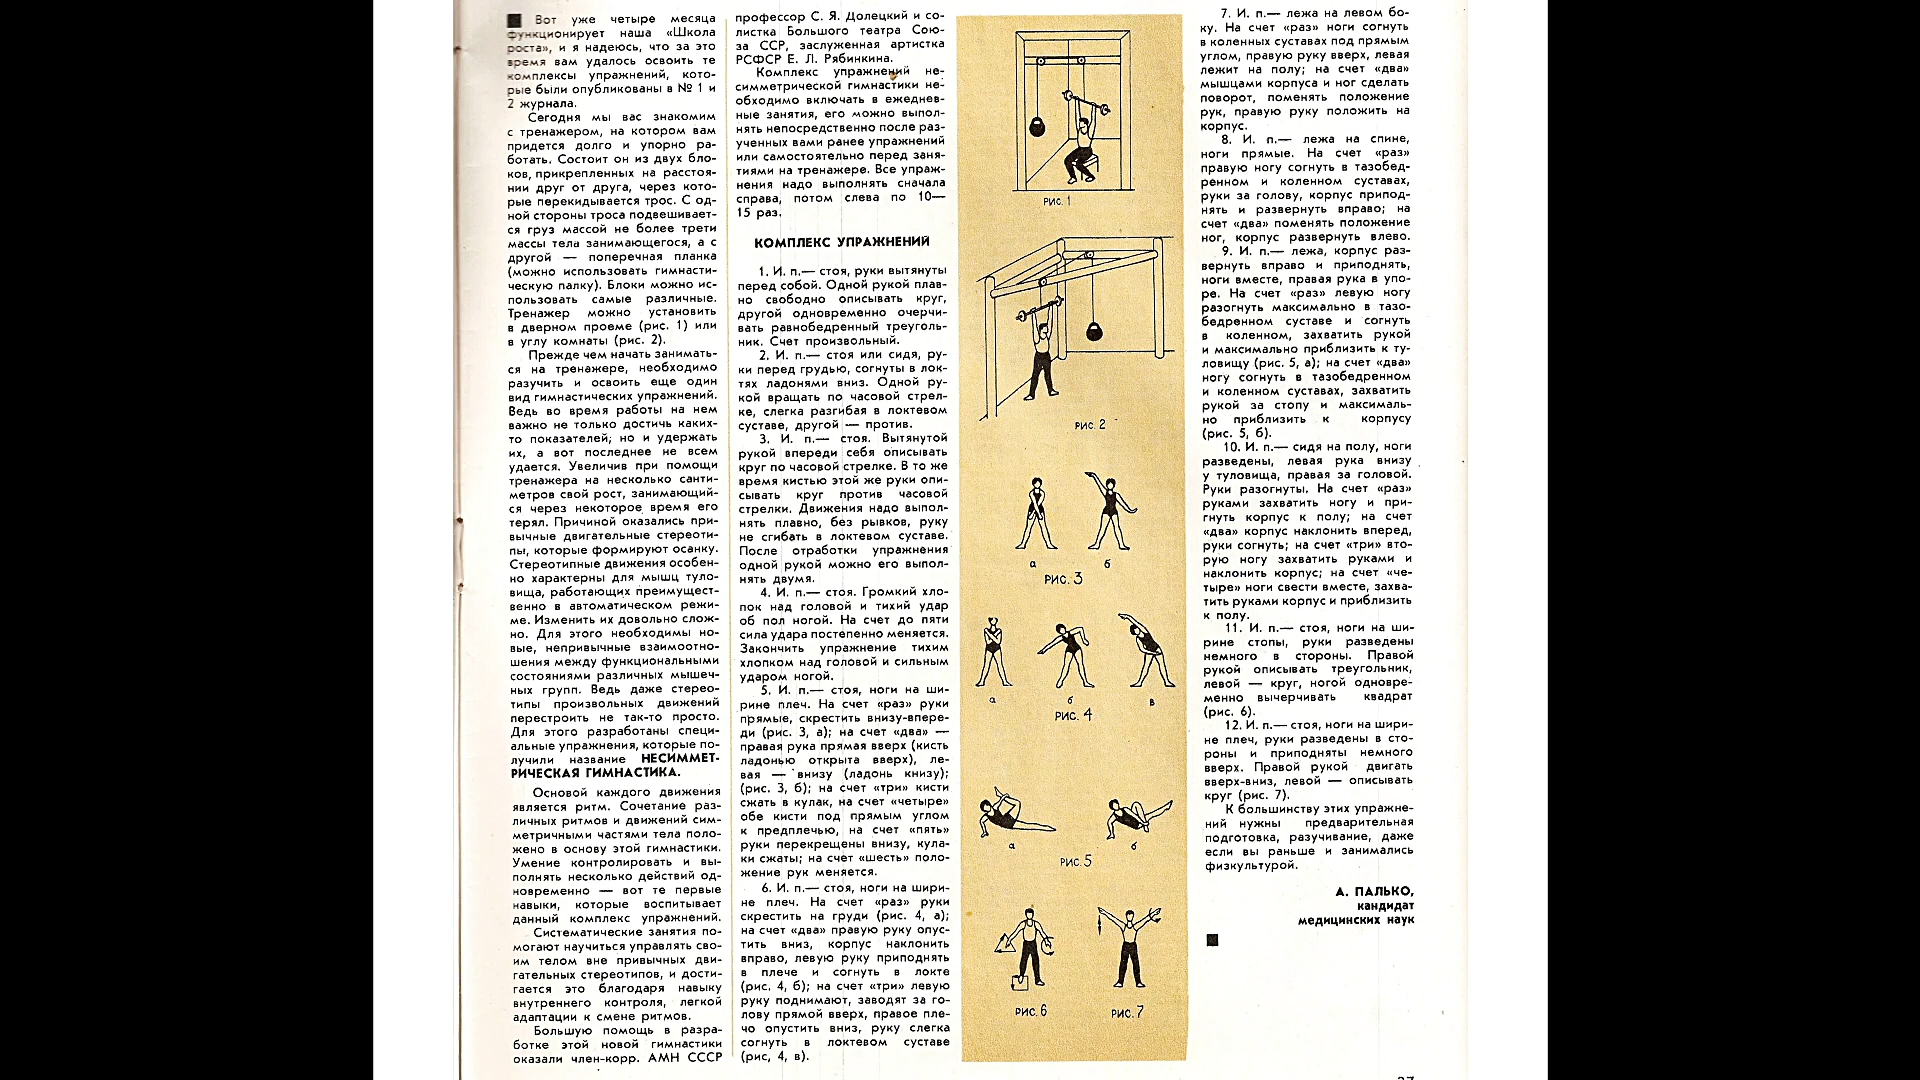 Вот уже четыре месяца
функционирует наша «Школа
роста», и я надеюсь, что за это
время вам удалось освоить те
комплексы упражнений, кото-
рые были опубликованы в № 1 и
2 журнала.
Сегодня мы вас знакомим
с тренажером, на котором вам
придется долго и упорно ра-
ботать. Состоит он из двух бло-
ков, прикрепленных на расстоя-
нии друг от друга, через кото-
рые перекидывается трос. С од-
ной стороны троса подвешивает-
ся груз массой не более трети
массы тела занимающегося, а с
другой — поперечная планка
(можно использовать гимнасти-
ческую палку). Блоки можно ис-
пользовать самые различные.
Тренажер можно установить
в дверном проеме (рис. 1) или
в углу комнаты (рис. 2).
Прежде чем начать занимать-
ся на тренажере, необходимо
разучить и освоить еще один
вид гимнастических упражнений.
Ведь во время работы на нем
важно не только достичь каких-
то показателей; но и удержать
их, а вот последнее не всем
удается. Увеличив при помощи
тренажера на несколько санти-
метров свой рост, занимающий-
ся через некоторое время его
терял. Причиной оказались при-
вычные двигательные стереоти-
пы, которые формируют осанку.
Стереотипные движения особен-
но характерны для мышц туло-
вища, работающих преимущест-
венно в автоматическом режи-
ме. Изменить их довольно слож-
но. Для этого необходимы но-
вые, непривычные взаимоотно-
шения между функциональными
состояниями различных мышеч-
ных групп. Ведь даже стерео-
типы произвольных движений
перестроить не так-то просто.
Для этого разработаны специ-
альные упражнения, которые по-
лучили название НЕСИММЕТ-
РИЧЕСКАЯ ГИМНАСТИКА.
Основой каждого движения
является ритм. Сочетание раз-
личных ритмов и движений сим-
метричными частями тела поло-
жено в основу этой гимнастики.
Умение контролировать и вы-
полнять несколько действий од-
новременно — вот те первые
навыки, которые воспитывает
данный комплекс упражнений.
Систематические занятия по-
могают научиться управлять сво-
им телом вне привычных дви-
гательных стереотипов, и дости-
гается это благодаря навыку
внутреннего контроля, легкой
адаптации к смене ритмов.
Большую помощь в разра-
ботке этой новой гимнастики
оказали член-корр. АМН СССР
профессор С. Я. Долецкий и со-
листка Большого театра Сою-
за ССР, заслуженная артистка
РСФСР Е. Л. Рябинкина.
Комплекс упражнений не-
симметрической гимнастики не-
обходимо включать в ежеднев-
ные занятия, его можно выпол-
нять непосредственно после раз-
ученных вами ранее упражнений
или самостоятельно перед заня-
тиями на тренажере. Все упраж-
нения надо выполнять сначала
справа, потом слева по 10—
15 раз.
КОМПЛЕКС УПРАЖНЕНИЙ
1. И. п.— стоя, руки вытянуты
перед собой. Одной рукой плав-
но свободно описывать круг,
другой одновременно очерчи-
вать равнобедренный треуголь-
ник. Счет произвольный.
2. И. п.— стоя или сидя, ру-
ки перед грудью, согнуты в лок-
тях ладонями вниз. Одной ру-
кой вращать по часовой стрел-
ке, слегка разгибая в локтевом
суставе, другой — против.
3. И. п.— стоя. Вытянутой
рукой впереди себя описывать
круг по часовой стрелке. В то же
время кистью этой же руки опи-
сывать круг против часовой
стрелки. Движения надо выпол-
нять плавно, без рывков, руку
не сгибать в локтевом суставе.
После отработки упражнения
одной рукой можно его выпол-
нять двумя.
4. И. п.— стоя. Громкий хло-
пок над головой и тихий удар
об пол ногой. На счет до пяти
сила удара постепенно меняется.
Закончить упражнение тихим
хлопком над головой и сильным
ударом ногой.
5. И. п.— стоя, ноги на ши-
рине плеч. На счет «раз» руки
прямые, скрестить внизу-впере-
ди (рис. 3, а); на счет «два» —
правая рука прямая вверх (кисть
ладонью открыта вверх), ле-
вая — внизу (ладонь книзу);
(рис. 3, б); на счет «три» кисти
сжать в кулак, на счет «четыре»
обе кисти под прямым углом
к предплечью, на счет «пять»
руки перекрещены внизу, кула-
ки сжаты; на счет «шесть» поло-
жение рук меняется.
6. И. п.— стоя, ноги на шири-
не плеч. На счет «раз» руки
скрестить на груди (рис. 4, а);
на счет «два» правую руку опус-
тить вниз, корпус наклонить
вправо, левую руку приподнять
в плече и согнуть в локте
(рис. 4, б); на счет «три» левую
руку поднимают, заводят за го-
лову прямой вверх, правое пле-
чо опустить вниз, руку слегка
согнуть в локтевом суставе
(рис, 4, в).
РИС. 1
РИС. 2
а б
РИС. 3
а б в
РИС. 4
а б
РИС. 5
РИС. 6 РИС. 7
7. И. п.— лежа на левом бо-
ку. На счет «раз» ноги согнуть
в коленных суставах под прямым
углом, правую руку вверх, левая
лежит на полу; на счет «два»
мышцами корпуса и ног сделать
поворот, поменять положение
рук, правую руку положить на
корпус.
8. И. п.— лежа на спине,
ноги прямые. На счет «раз»
правую ногу согнуть в тазобед-
ренном и коленном суставах,
руки за голову, корпус припод-
нять и развернуть вправо; на
счет «два» поменять положение
ног, корпус развернуть влево.
9. И. п.— лежа, корпус раз-
вернуть вправо и приподнять,
ноги вместе, правая рука в упо-
ре. На счет «раз» левую ногу
разогнуть максимально в тазо-
бедренном суставе и согнуть
в коленном, захватить рукой
и максимально приблизить к ту-
ловищу (рис. 5, а); на счет «два»
ногу согнуть в тазобедренном
и коленном суставах, захватить
рукой за стопу и максималь-
но приблизить к корпусу
(рис. 5, б).
10. И. п.— сидя на полу, ноги
разведены, левая рука внизу
у туловища, правая за головой.
Руки разогнуты. На счет «раз»
руками захватить ногу и при-
гнуть корпус к полу; на счет
«два» корпус наклонить вперед,
руки согнуть; на счет «три» вто-
рую ногу захватить руками и
наклонить корпус; на счет «че-
тыре» ноги свести вместе, захва-
тить руками корпус и приблизить
к полу.
11. И. п.— стоя, ноги на ши-
рине стопы, руки разведены
немного в стороны. Правой
рукой описывать треугольник,
левой — круг, ногой одновре-
менно вычерчивать квадрат
(рис. 6).
12. И. п.— стоя, ноги на шири-
не плеч, руки разведены в сто-
роны и приподняты немного
вверх. Правой рукой двигать
вверх-вниз, левой — описывать
круг (рис. 7).
К большинству этих упражне-
ний нужны предварительная
подготовка, разучивание, даже
если вы раньше и занимались
физкультурой.
А. ПАЛЬКО,
кандидат
медицинских наук